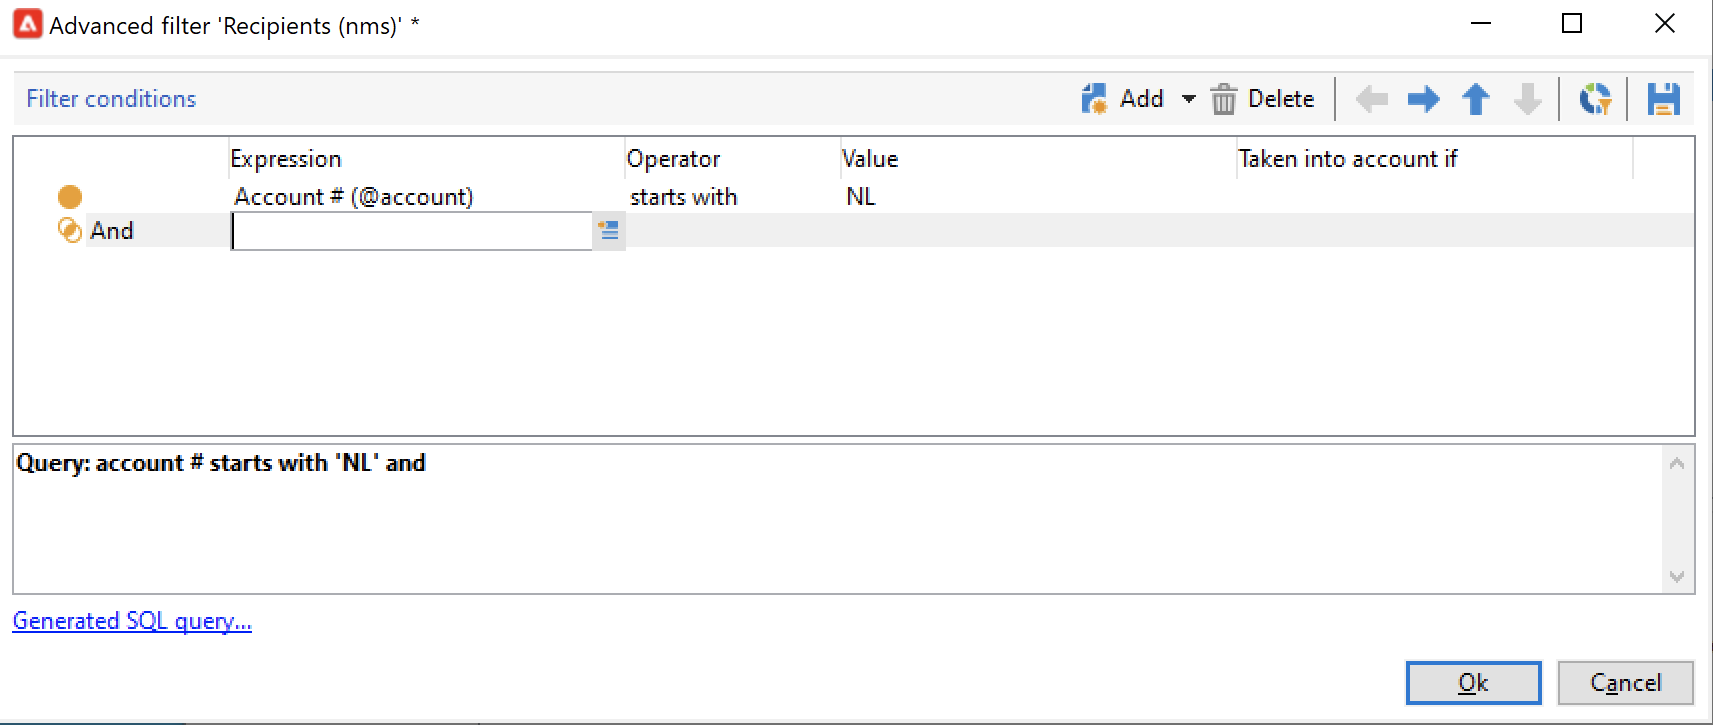 Advanced filter 'Recipients (nms)' *
Filter conditions Add Delete
Expression Operator Value Taken into account if
Account # (@account) starts with NL
And
Query: account # starts with 'NL' and
Generated SQL query...
Ok Cancel